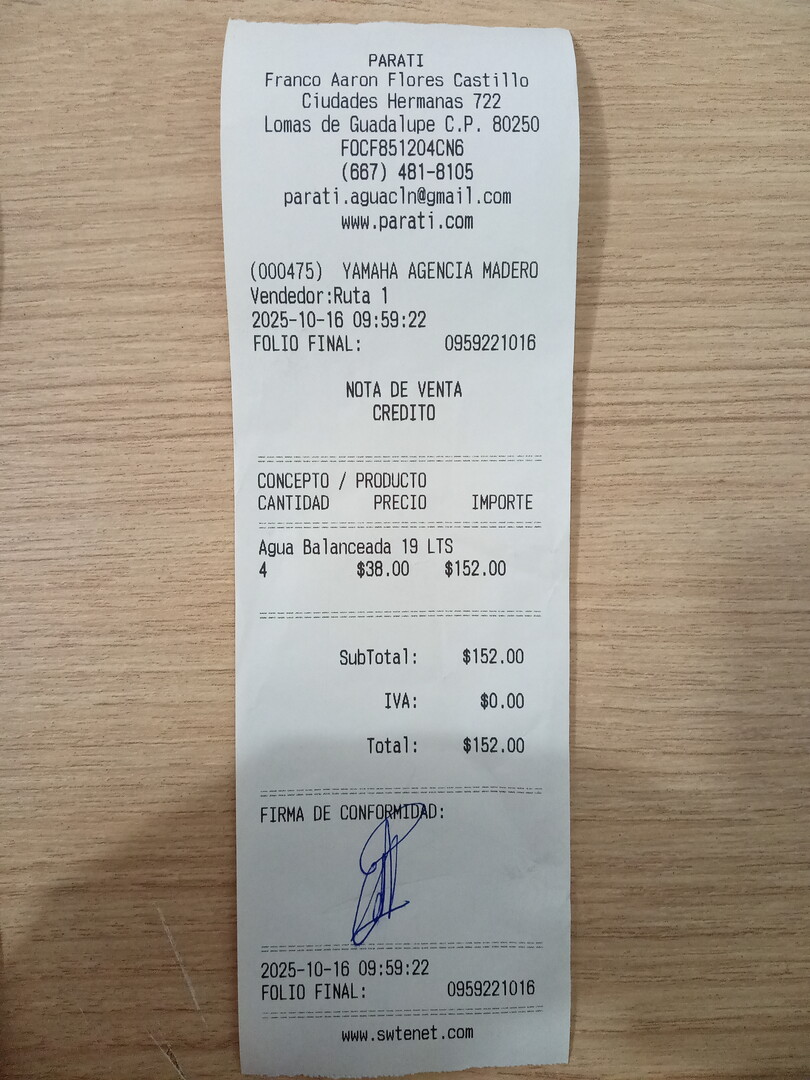 PARATI
Franco Aaron Flores Castillo
Ciudades Hermanas 722
Lomas de Guadalupe C.P. 80250
FOCF851204CN6
(667) 481-8105
parati.aguacln@gmail.com
www.parati.com
(000475) YAMAHA AGENCIA MADERO
Vendedor:Ruta 1
2025-10-16 09:59:22
FOLIO FINAL: 0959221016
NOTA DE VENTA
CREDITO
CONCEPTO / PRODUCTO
CANTIDAD PRECIO IMPORTE
Agua Balanceada 19 LTS
4 $38.00 $152.00
SubTotal: $152.00
IVA: $0.00
Total: $152.00
FIRMA DE CONFORMIDAD:
2025-10-16 09:59:22
FOLIO FINAL: 0959221016
www.swtenet.com